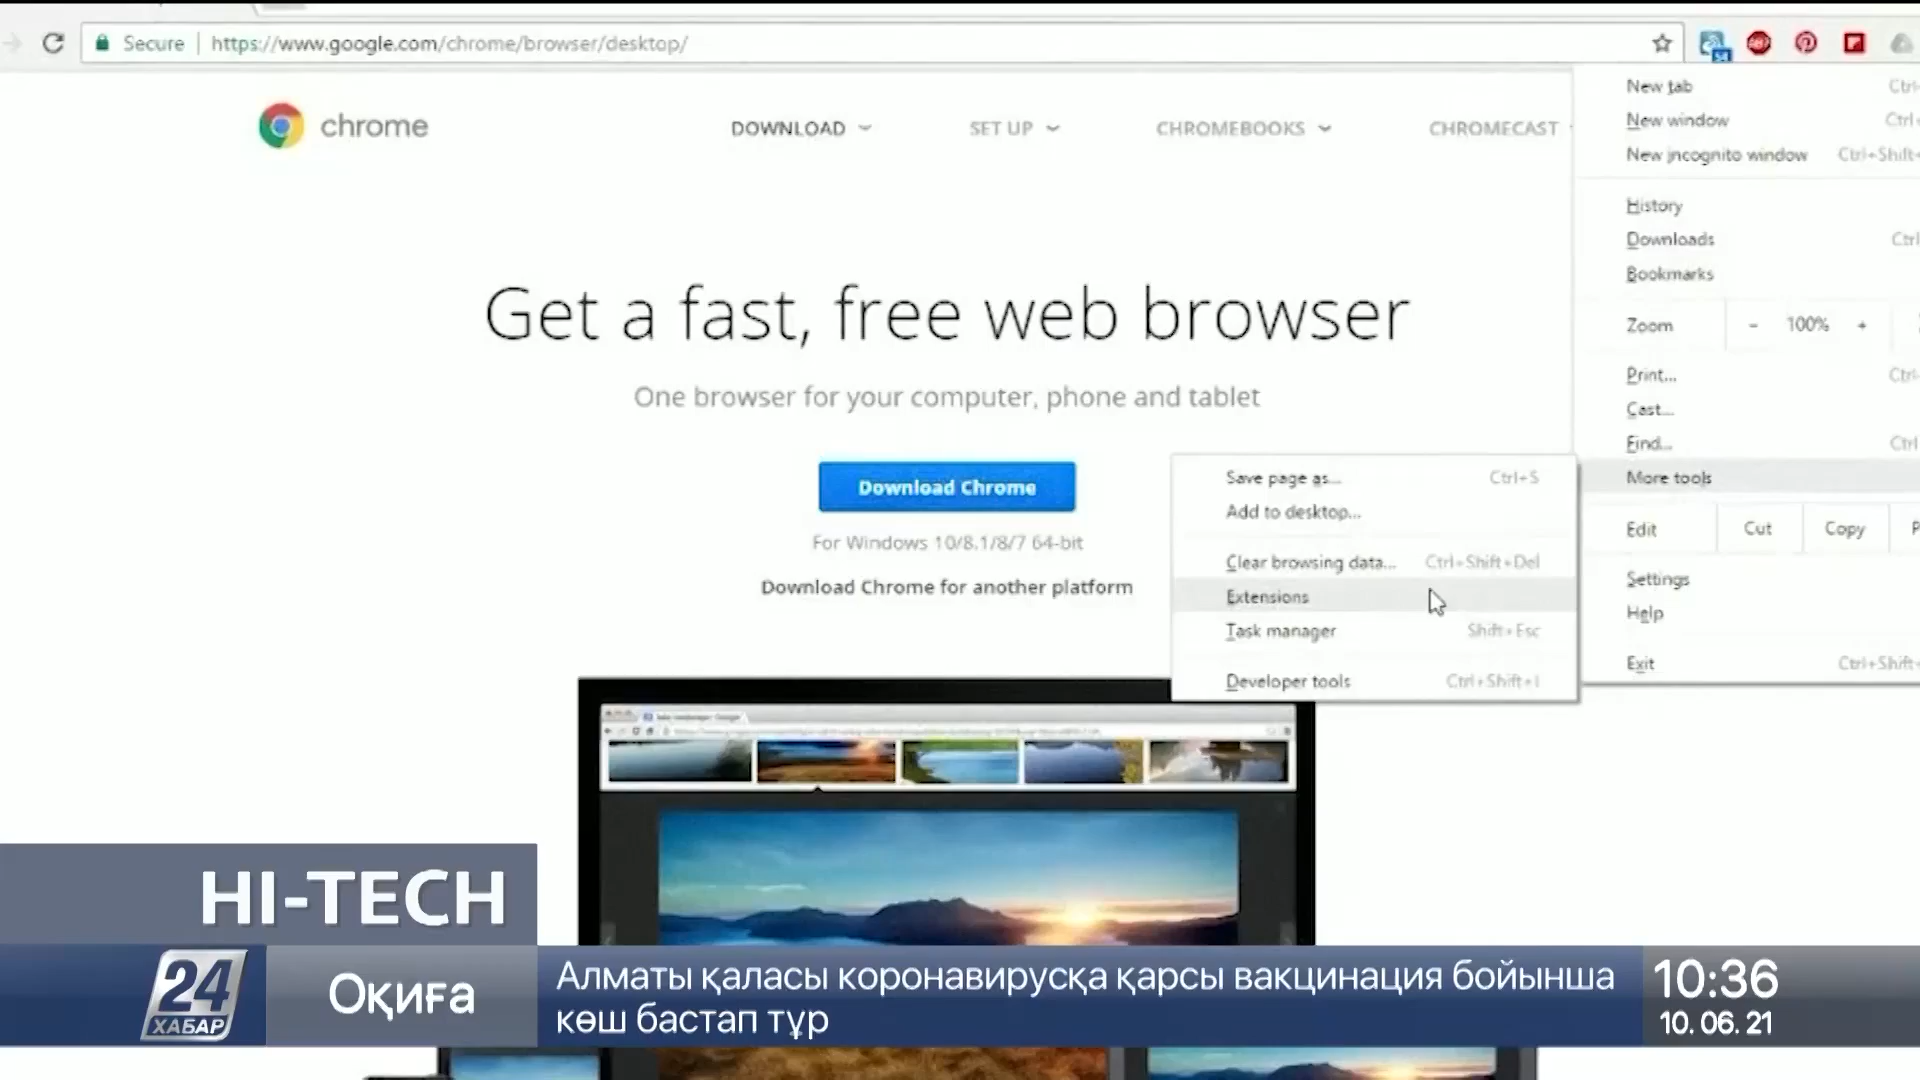 Secure
https://www.google.com/chrome/browser/desktop/
chrome
DOWNLOAD
SET UP
CHROMEBOOKS
CHROMECAST
Get a fast, free web browser
One browser for your computer, phone and tablet
Download Chrome
For Windows 10/8.1/8/7 64-bit
Download Chrome for another platform
New tab
New window
New incognito window
History
Downloads
Bookmarks
Zoom - 100% +
Print...
Cast...
Find...
More tools
Edit Cut Copy
Settings
Help
Exit
Save page as... Ctrl+S
Add to desktop...
Clear browsing data... Ctrl+Shift+Del
Extensions
Task manager Shift+Esc
Developer tools Ctrl+Shift+I
HI-TECH
24
ХАБАР
Оқиға
Алматы қаласы коронавирусқа қарсы вакцинация бойынша
көш бастап тұр
10:36
10. 06. 21